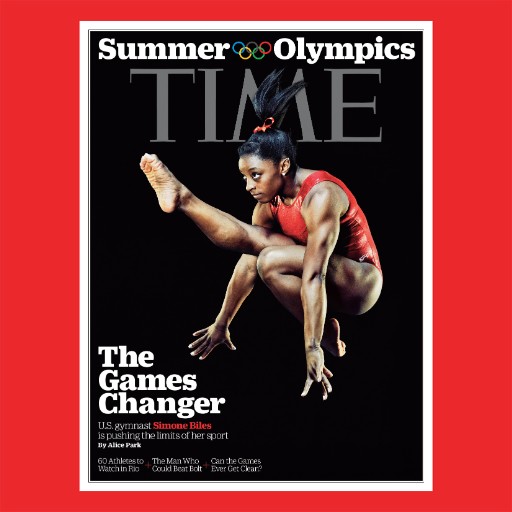 Summer Olympics
TIME
The
Games
Changer
U.S. gymnast Simone Biles
is pushing the limits of her sport
By Alice Park
60 Athletes to
Watch in Rio
+ The Man Who
Could Beat Bolt
+ Can the Games
Ever Get Clean?